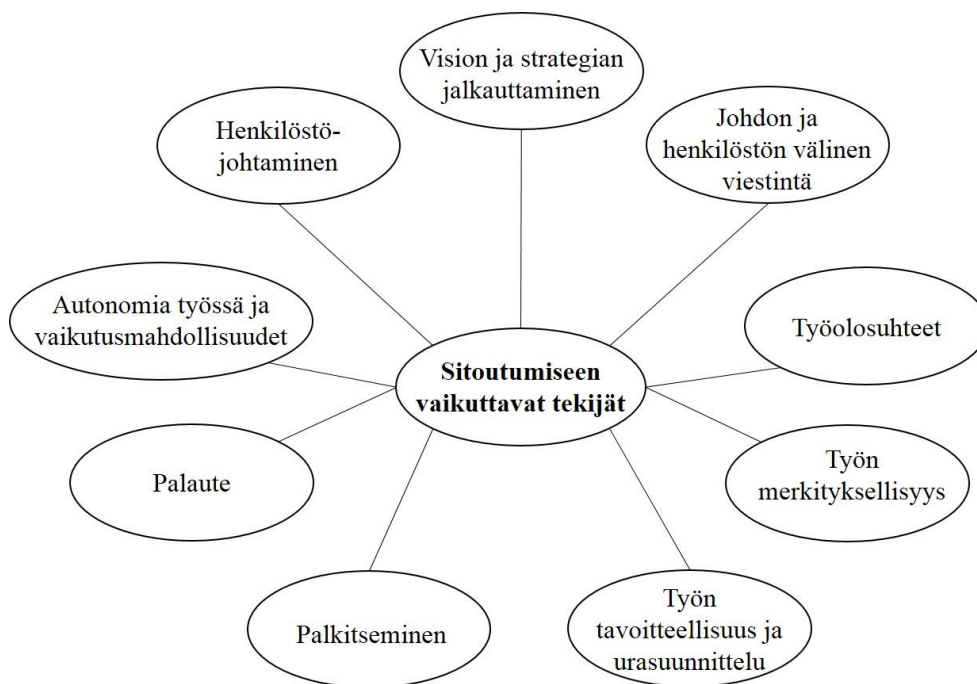 Vision ja strategian
jalkauttaminen
Henkilöstö-
johtaminen
Johdon ja
henkilöstön välinen
viestintä
Autonomia työssä ja
vaikutusmahdollisuudet
Työolosuhteet
Sitoutumiseen
vaikuttavat tekijät
Palaute
Työn
merkityksellisyys
Palkitseminen
Työn
tavoitteellisuus ja
urasuunnittelu